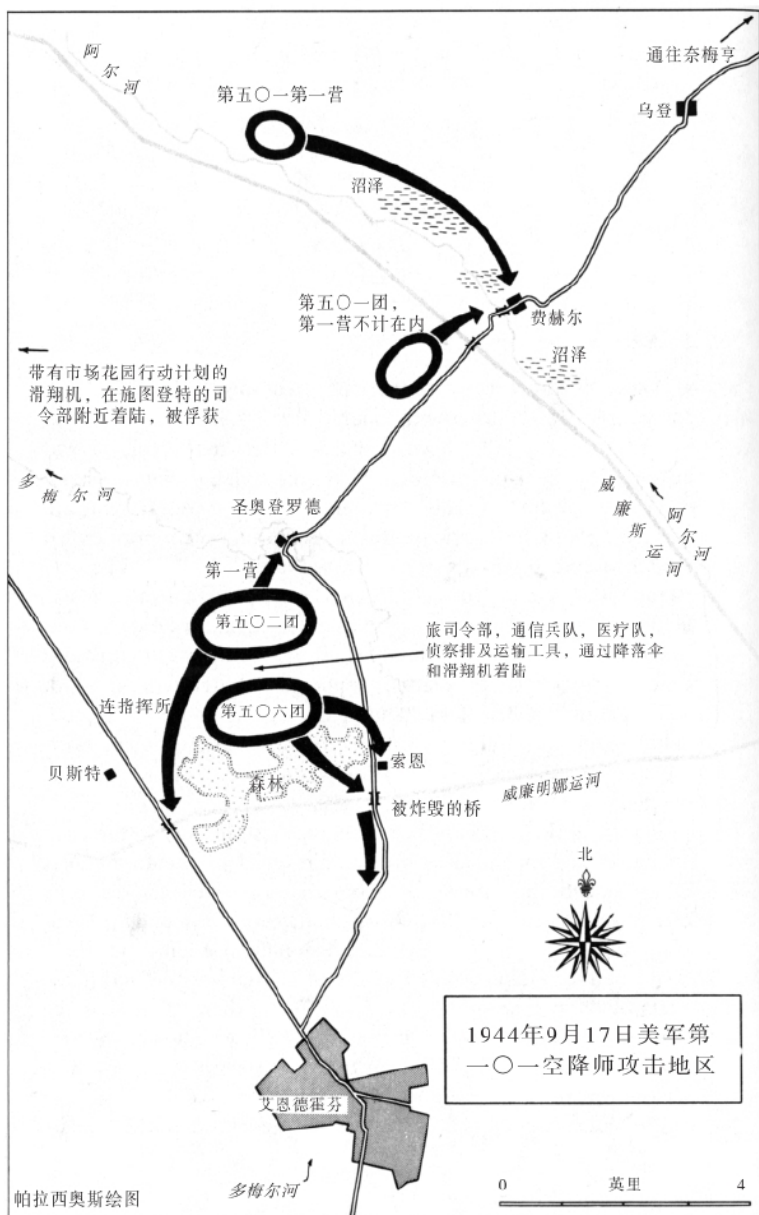 阿尔河
通往奈梅亨
乌登
第五〇一第一营
沼泽
第五〇一团，
第一营不计在内
费赫尔
沼泽
带有市场花园行动计划的
滑翔机，在施图登特的司
令部附近着陆，被俘获
多梅尔河
威廉斯运河
阿尔河
圣奥登罗德
第一营
第五〇二团
旅司令部，通信兵队，医疗队，
侦察排及运输工具，通过降落伞
和滑翔机着陆
连指挥所
第五〇六团
索恩
贝斯特
森林
威廉明娜运河
被炸毁的桥
北
1944年9月17日美军第
一〇一空降师攻击地区
艾恩德霍芬
多梅尔河
帕拉西奥斯绘图
英里
0 4